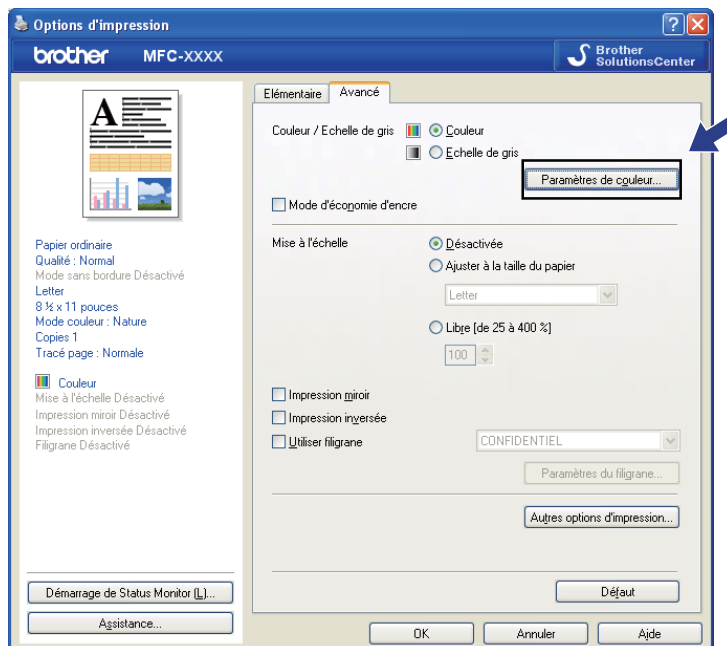 Options d'impression
brother MFC-XXXX
Brother
SolutionsCenter
A
Papier ordinaire
Qualité : Normal
Mode sans bordure Désactivé
Letter
8 ½ x 11 pouces
Mode couleur : Nature
Copies 1
Tracé page : Normale
Couleur
Mise à l'échelle Désactivé
Impression miroir Désactivé
Impression inversée Désactivé
Filigrane Désactivé
Démarrage de Status Monitor (L)...
Assistance...
Elémentaire Avancé
Couleur / Echelle de gris Couleur
Echelle de gris
Paramètres de couleur...
Mode d'économie d'encre
Mise à l'échelle Désactivée
Ajuster à la taille du papier
Letter
Libre [de 25 à 400 %]
100
Impression miroir
Impression inversée
Utiliser filigrane CONFIDENTIEL
Paramètres du filigrane...
Autres options d'impression...
Défaut
OK Annuler Aide